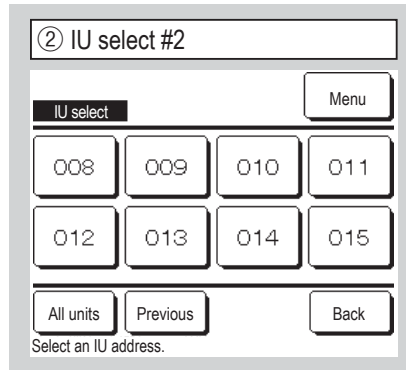 ② IU select #2
IU select
Menu
008 009 010 011
012 013 014 015
All units Previous Back
Select an IU address.